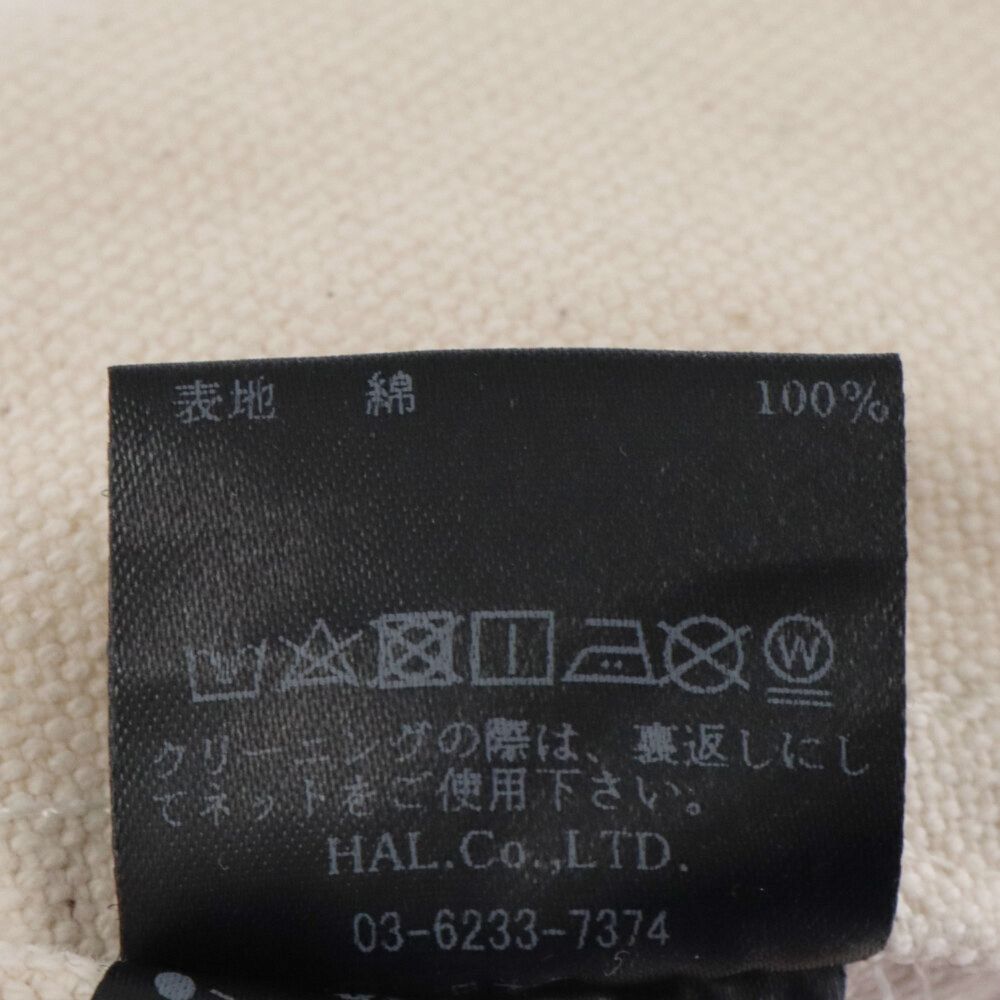 表地 綿 100%
W
クリーニングの際は、裏返しにし
てネットをご使用下さい。
HAL.Co.,LTD.
03-6233-7374